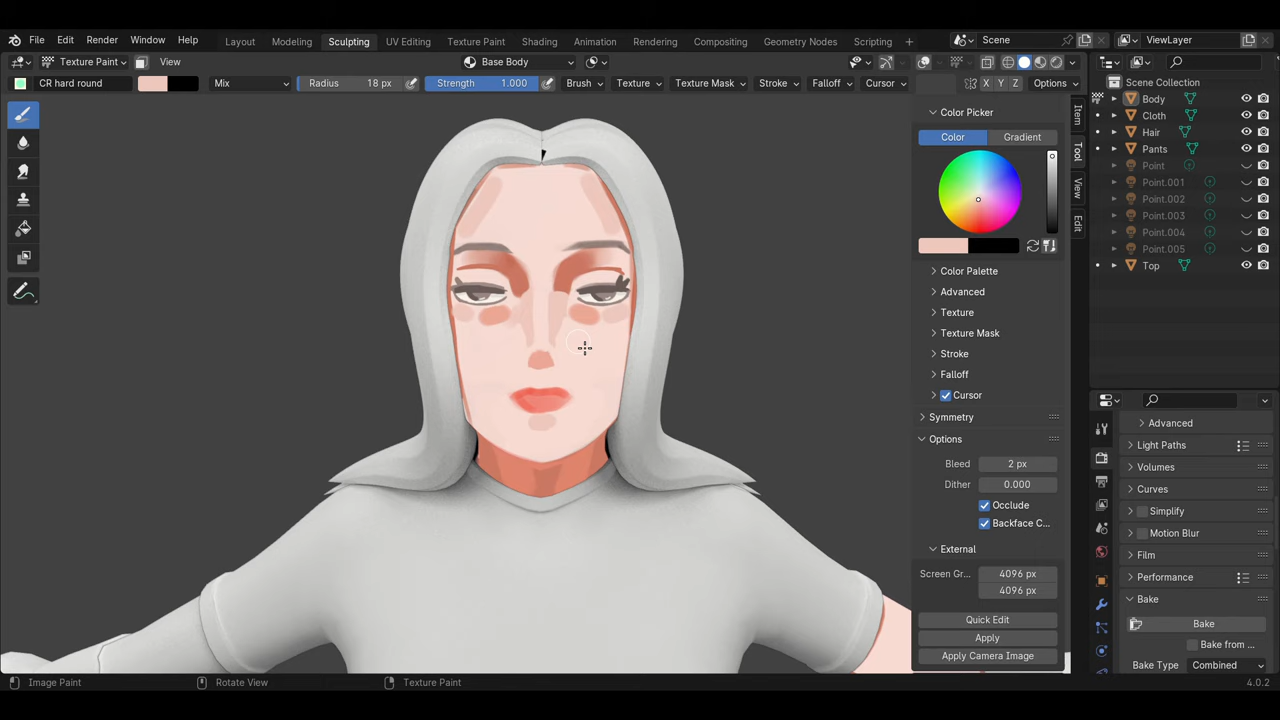 File Edit Render Window Help Layout Modeling Sculpting UV Editing Texture Paint Shading Animation Rendering Compositing Geometry Nodes Scripting Scene ViewLayer
Texture Paint View Base Body
CR hard round Mix Radius 18 px Strength 1.000 Brush Texture Texture Mask Stroke Falloff Cursor X Y Z Options
Color Picker
Color Gradient
Color Palette
Advanced
Texture
Texture Mask
Stroke
Falloff
Cursor
Symmetry
Options
Bleed 2 px
Dither 0.000
Occlude
Backface C...
External
Screen Gr... 4096 px
4096 px
Quick Edit
Apply
Apply Camera Image
Item
Tool
View
Edit
Scene Collection
Body
Cloth
Hair
Pants
Point
Point.001
Point.002
Point.003
Point.004
Point.005
Top
Advanced
Light Paths
Volumes
Curves
Simplify
Motion Blur
Film
Performance
Bake
Bake
Bake from ...
Bake Type Combined
Image Paint Rotate View Texture Paint 4.0.2